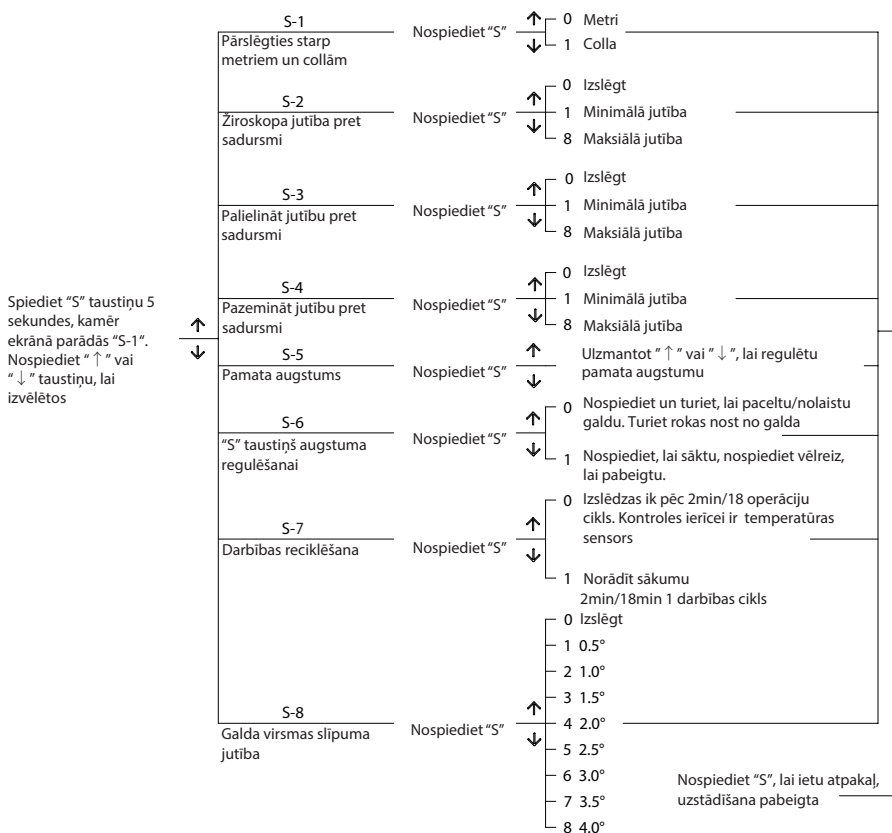 Spiediet “S” taustiņu 5
sekundes, kamēr
ekrānā parādās “S-1“.
Nospiediet “ ↑ ” vai
“ ↓ ” taustiņu, lai
izvēlētos
↑
↓
S-1
Pārslēgties starp
metriem un collām
Nospiediet “S”
↑
↓
0 Metri
1 Colla
S-2
Žiroskopa jutība pret
sadursmi
Nospiediet “S”
↑
↓
0 Izslēgt
1 Minimālā jutība
8 Maksiālā jutība
S-3
Palielināt jutību pret
sadursmi
Nospiediet “S”
↑
↓
0 Izslēgt
1 Minimālā jutība
8 Maksiālā jutība
S-4
Pazemināt jutību pret
sadursmi
Nospiediet “S”
↑
↓
0 Izslēgt
1 Minimālā jutība
8 Maksiālā jutība
S-5
Pamata augstums
Nospiediet “S”
↑
↓
Ulzmantot ” ↑ ” vai ” ↓ ”, lai regulētu
pamata augstumu
S-6
“S” taustiņš augstuma
regulēšanai
Nospiediet “S”
↑
↓
0 Nospiediet un turiet, lai paceltu/nolaistu
galdu. Turiet rokas nost no galda
1 Nospiediet, lai sāktu, nospiediet vēlreiz,
lai pabeigtu.
S-7
Darbības reciklēšana
Nospiediet “S”
↑
↓
0 Izslēdzas ik pēc 2min/18 operāciju
cikls. Kontroles ierīcei ir temperatūras
sensors
1 Norādīt sākumu
2min/18min 1 darbības cikls
S-8
Galda virsmas slīpuma
jutība
Nospiediet “S”
↑
↓
0 Izslēgt
1 0.5°
2 1.0°
3 1.5°
4 2.0°
5 2.5°
6 3.0°
7 3.5°
8 4.0°
Nospiediet “S”, lai ietu atpakaļ,
uzstādīšana pabeigta